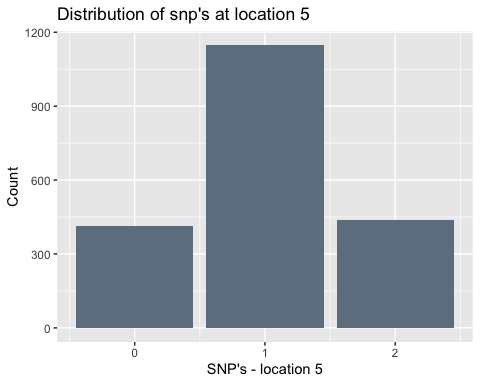 Distribution of snp's at location 5
Count
1200
900
600
300
0
0 1 2
SNP's - location 5